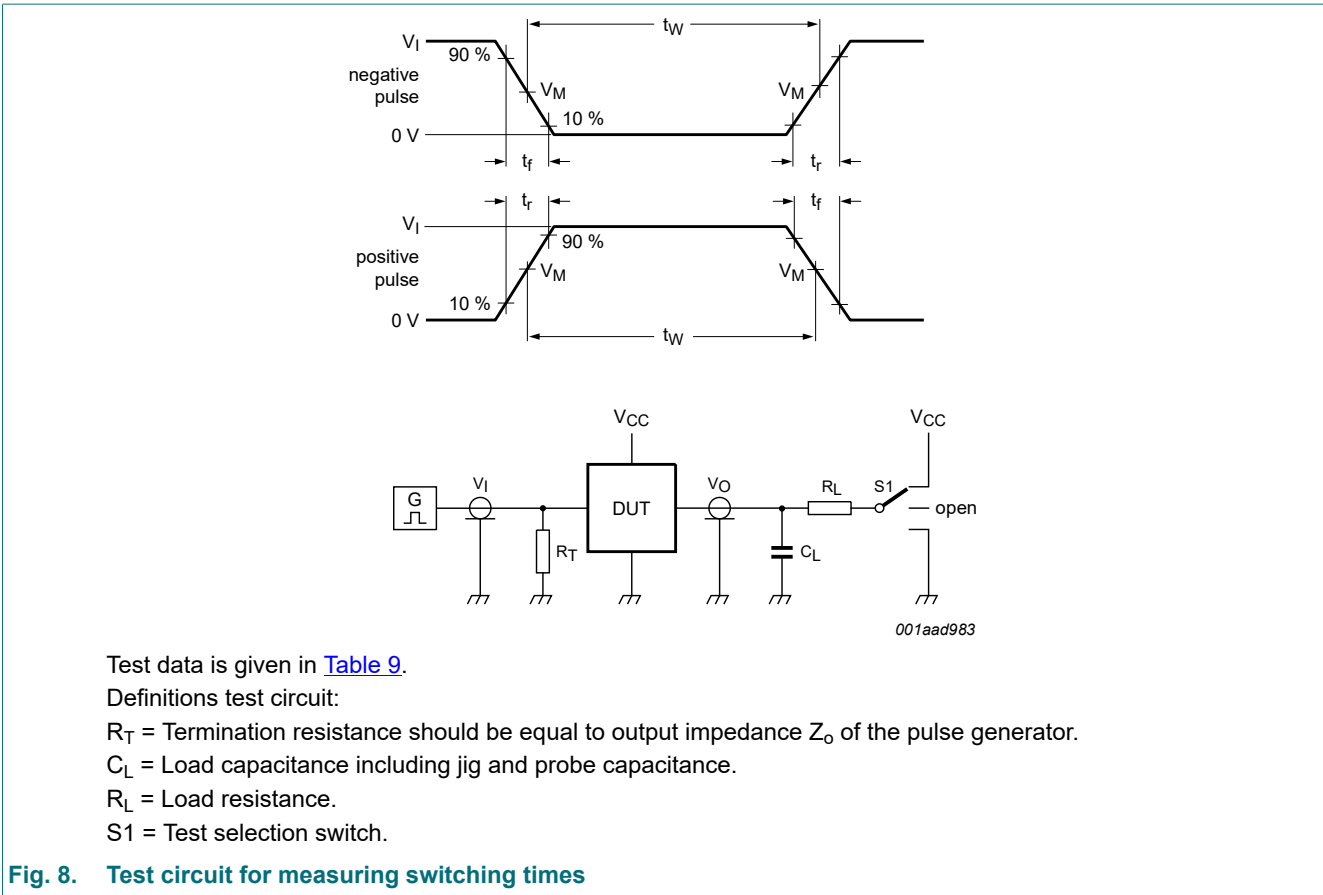 tW
VI
90 %
negative
pulse
VM
VM
10 %
0 V
tf
tr
tr
tf
VI
90 %
positive
pulse
VM
VM
10 %
0 V
tW
VCC
VCC
G
VI
DUT
VO
RL
S1
open
RT
CL
001aad983
Test data is given in Table 9.
Definitions test circuit:
RT = Termination resistance should be equal to output impedance Zo of the pulse generator.
CL = Load capacitance including jig and probe capacitance.
RL = Load resistance.
S1 = Test selection switch.
Fig. 8. Test circuit for measuring switching times